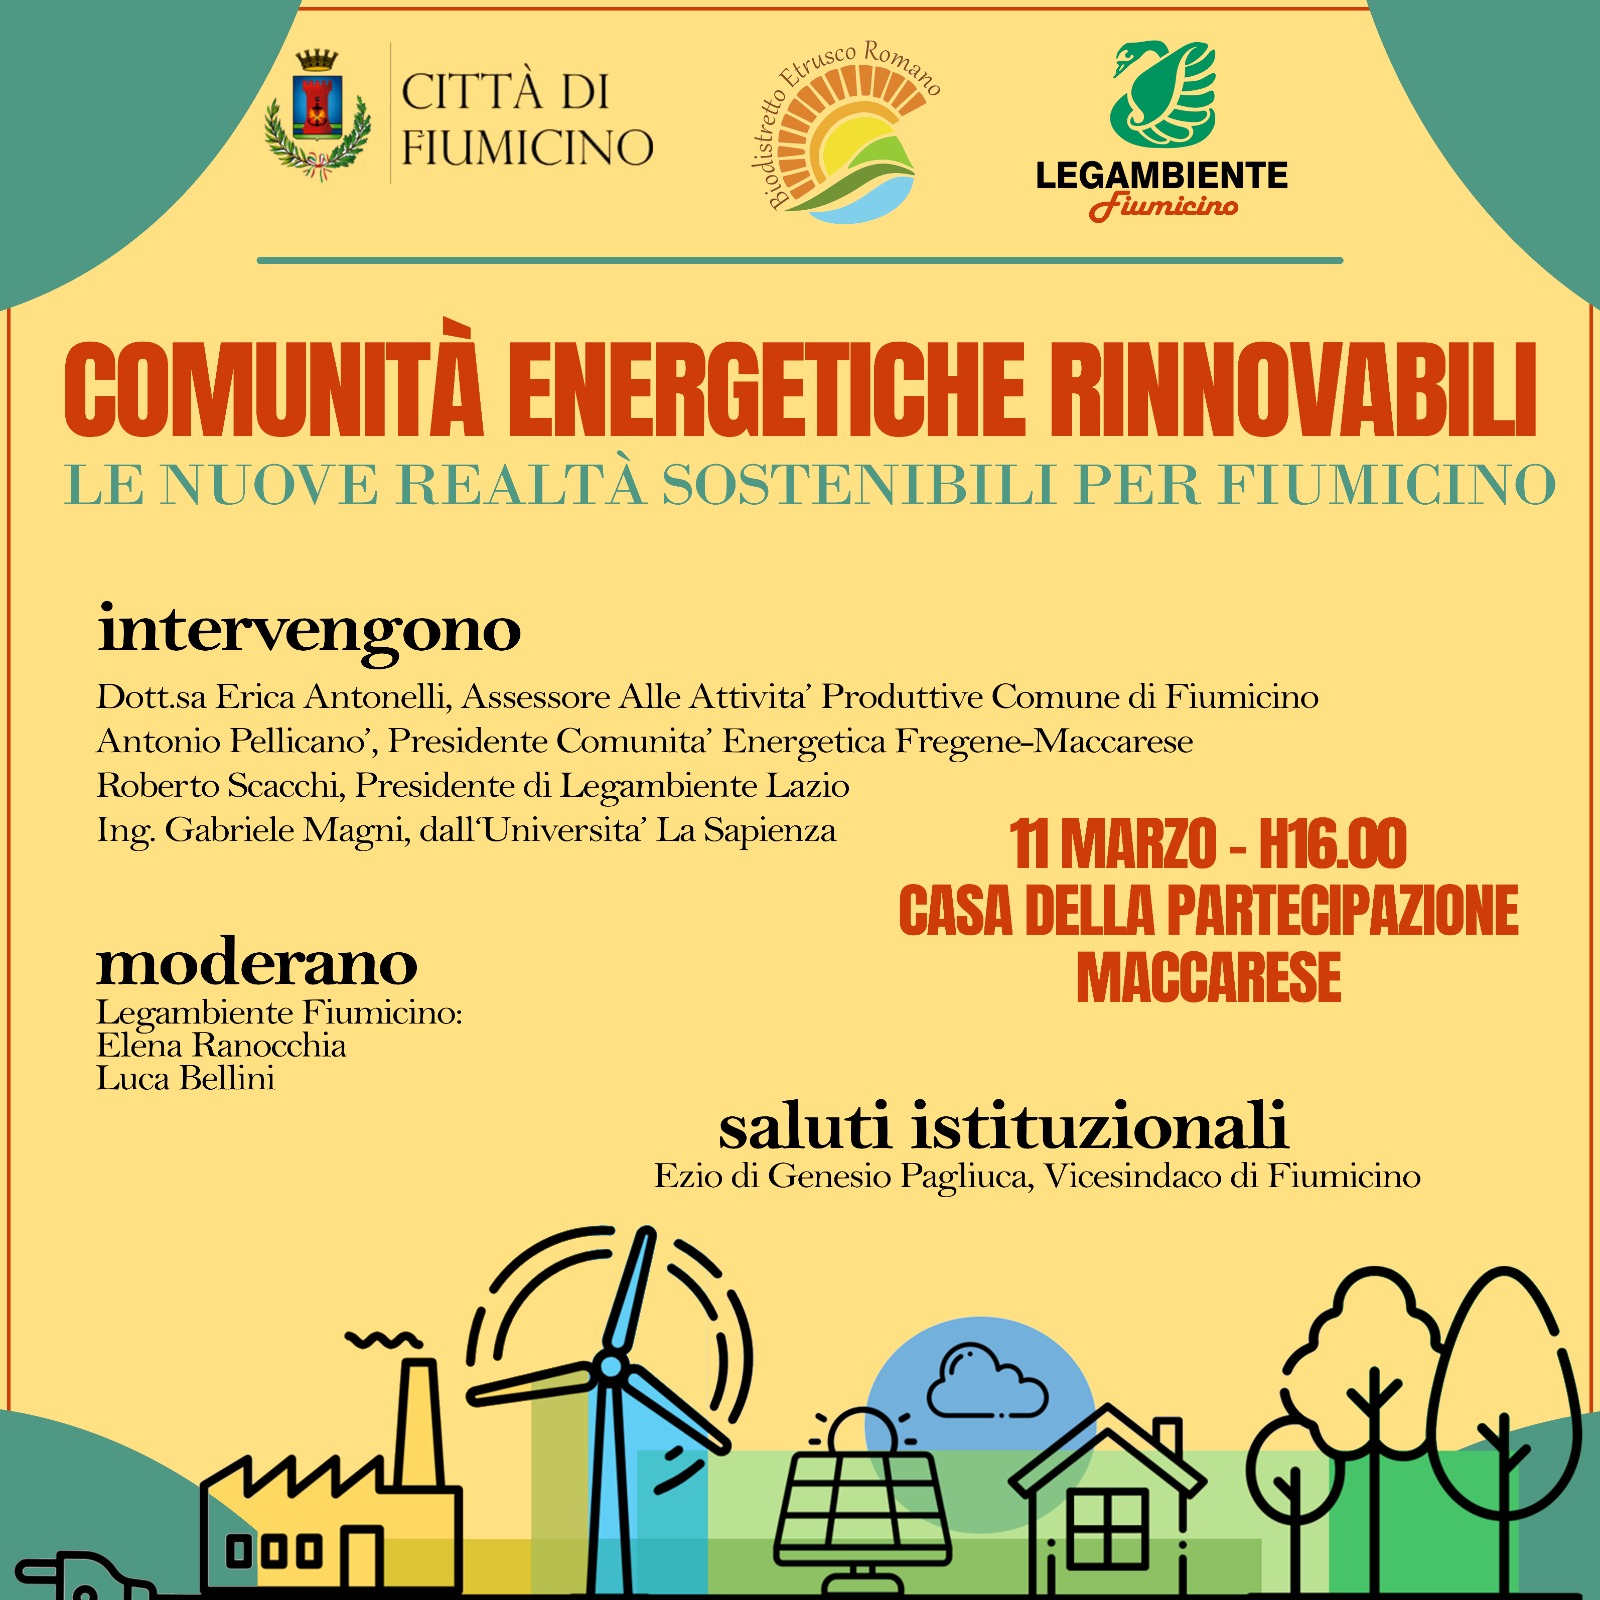 CITTÀ DI
FIUMICINO
Biodistretto Etrusco Romano
LEGAMBIENTE
Fiumicino
COMUNITÀ ENERGETICHE RINNOVABILI
LE NUOVE REALTÀ SOSTENIBILI PER FIUMICINO
intervengono
Dott.sa Erica Antonelli, Assessore Alle Attivita’ Produttive Comune di Fiumicino
Antonio Pellicano’, Presidente Comunita’ Energetica Fregene-Maccarese
Roberto Scacchi, Presidente di Legambiente Lazio
Ing. Gabriele Magni, dall‘Universita’ La Sapienza
11 MARZO - H16.00
CASA DELLA PARTECIPAZIONE
MACCARESE
moderano
Legambiente Fiumicino:
Elena Ranocchia
Luca Bellini
saluti istituzionali
Ezio di Genesio Pagliuca, Vicesindaco di Fiumicino